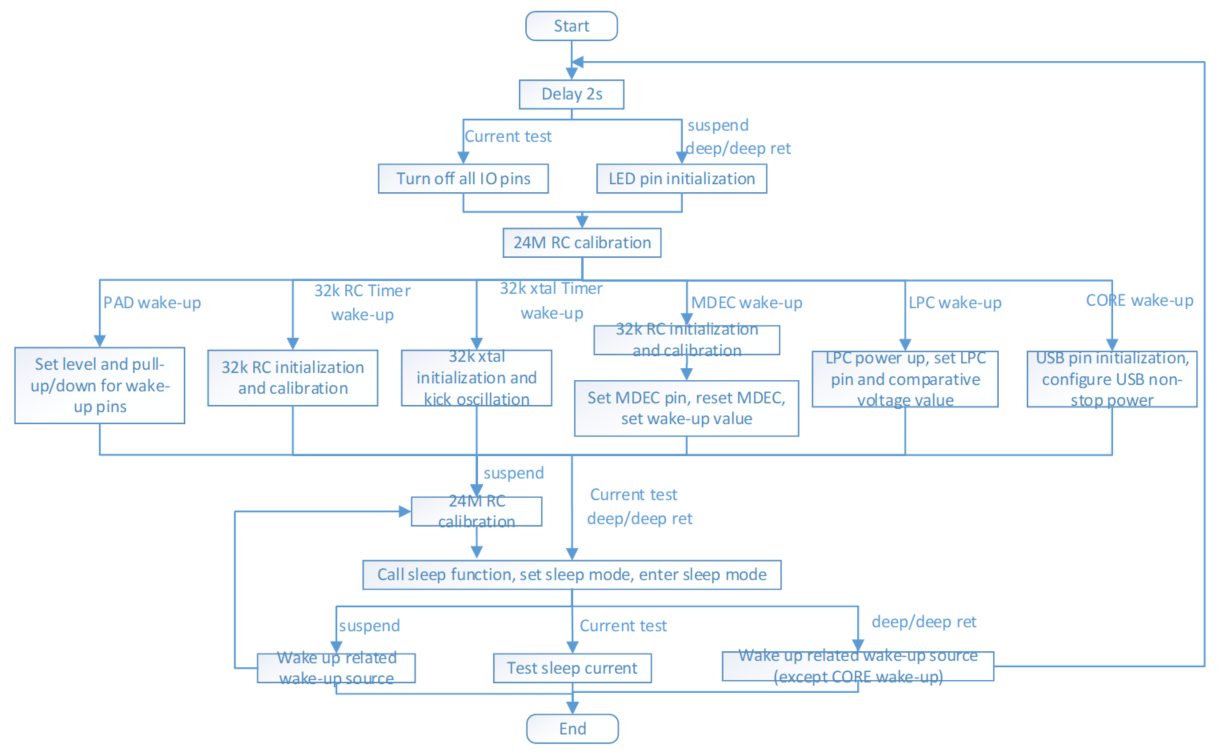 Start
Delay 2s
Current test
suspend
deep/deep ret
Turn off all IO pins
LED pin initialization
24M RC calibration
PAD wake-up
32k RC Timer
wake-up
32k xtal Timer
wake-up
MDEC wake-up
LPC wake-up
CORE wake-up
Set level and pull-
up/down for wake-
up pins
32k RC initialization
and calibration
32k xtal
initialization and
kick oscillation
32k RC initialization
and calibration
Set MDEC pin, reset MDEC,
set wake-up value
LPC power up, set LPC
pin and comparative
voltage value
USB pin initialization,
configure USB non-
stop power
suspend
24M RC
calibration
Current test
deep/deep ret
Call sleep function, set sleep mode, enter sleep mode
suspend
Current test
deep/deep ret
Wake up related
wake-up source
Test sleep current
Wake up related wake-up source
(except CORE wake-up)
End